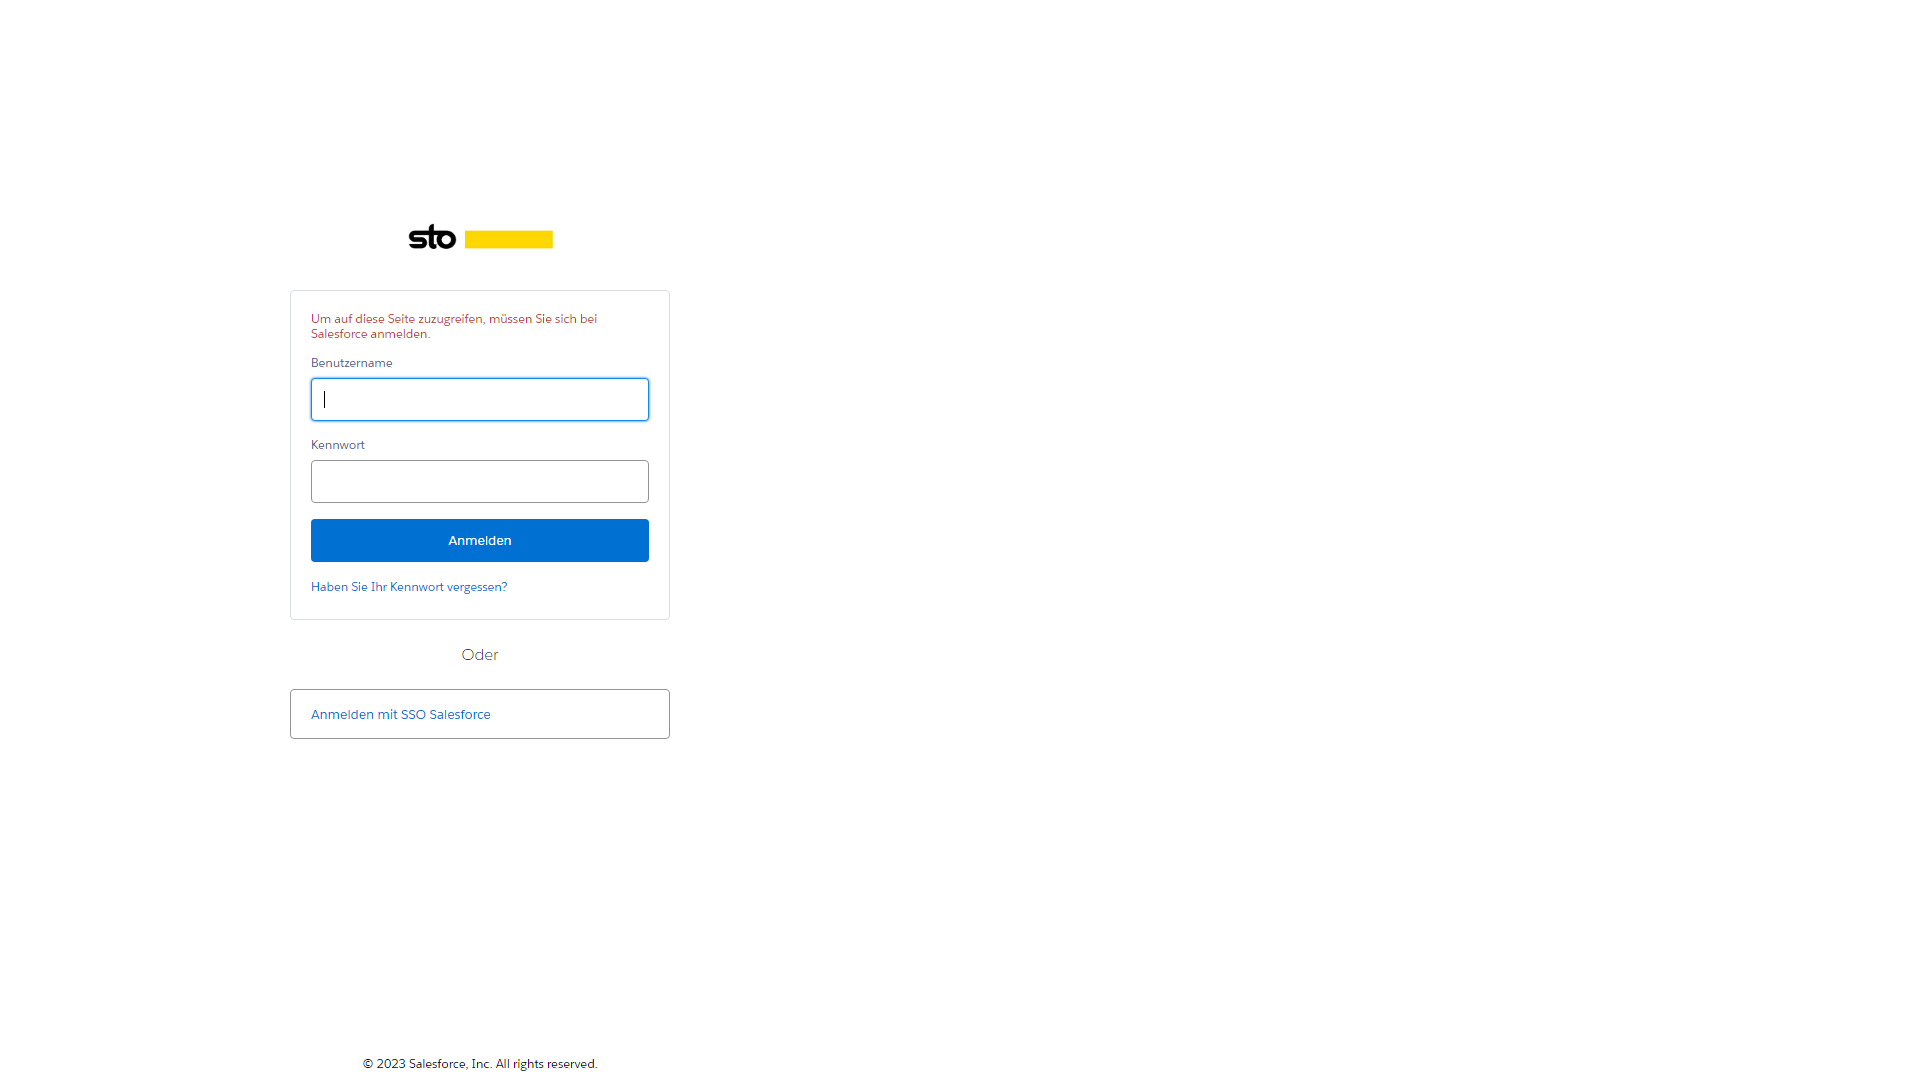 sto
Um auf diese Seite zuzugreifen, müssen Sie sich bei
Salesforce anmelden.
Benutzername
Kennwort
Anmelden
Haben Sie Ihr Kennwort vergessen?
Oder
Anmelden mit SSO Salesforce
© 2023 Salesforce, Inc. All rights reserved.